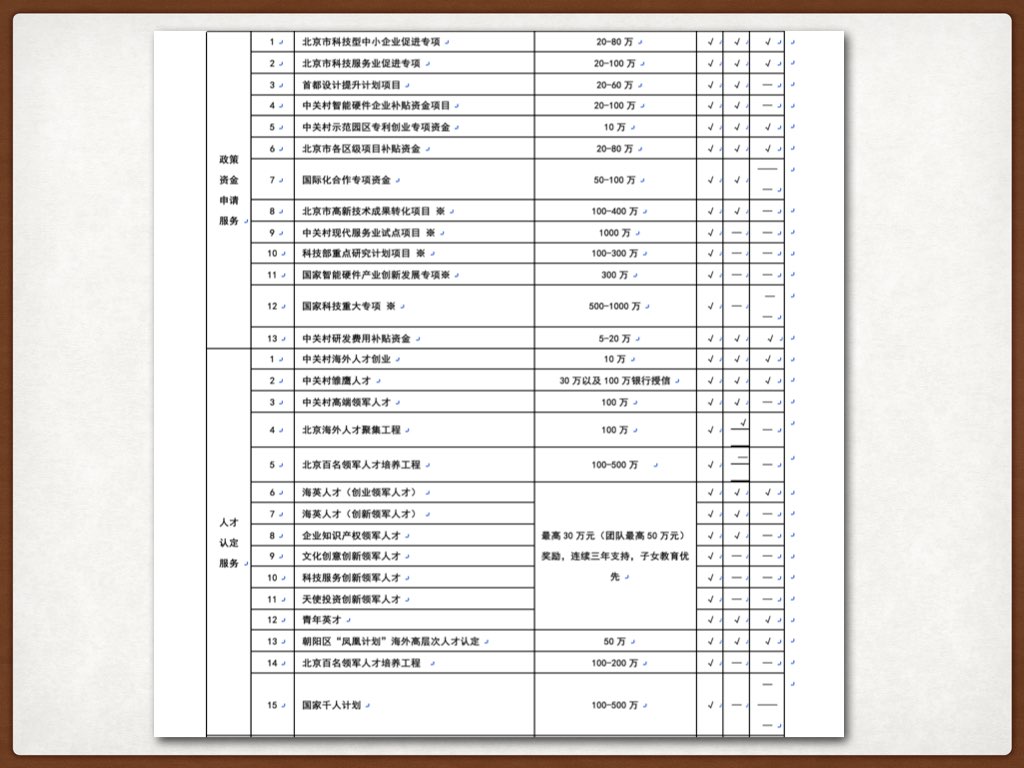 政策
资金
申请
服务
1 北京市科技型中小企业促进专项 20-80 万 √ √ √
2 北京市科技服务业促进专项 20-100 万 √ √ √
3 首都设计提升计划项目 20-60 万 √ √ —
4 中关村智能硬件企业补贴资金项目 20-100 万 √ √ —
5 中关村示范园区专利创业专项资金 10 万 √ √ √
6 北京市各区级项目补贴资金 20-80 万 √ √ √
7 国际化合作专项资金 50-100 万 √ √ — —
8 北京市高新技术成果转化项目 ※ 100-400 万 √ √ —
9 中关村现代服务业试点项目 ※ 1000 万 √ — —
10 科技部重点研究计划项目 ※ 100-300 万 √ — —
11 国家智能硬件产业创新发展专项※ 300 万 √ — —
12 国家科技重大专项 ※ 500-1000 万 √ — — —
13 中关村研发费用补贴资金 5-20 万 √ √ √
人才
认定
服务
1 中关村海外人才创业 10 万 √ √ √
2 中关村雏鹰人才 30 万以及 100 万银行授信 √ √ √
3 中关村高端领军人才 100 万 √ √ —
4 北京海外人才聚集工程 100 万 √ √ —
5 北京百名领军人才培养工程 100-500 万 √ — —
6 海英人才（创业领军人才） √ √ √
7 海英人才（创新领军人才） √ √ —
8 企业知识产权领军人才 √ √ —
9 文化创意创新领军人才 √ — —
10 科技服务创新领军人才 √ — —
11 天使投资创新领军人才 √ — —
12 青年英才 √ √ √
最高 30 万元（团队最高 50 万元）
奖励，连续三年支持，子女教育优
先
13 朝阳区“凤凰计划”海外高层次人才认定 50 万 √ √ √
14 北京百名领军人才培养工程 100-200 万 √ — —
15 国家千人计划 100-500 万 √ — — — —